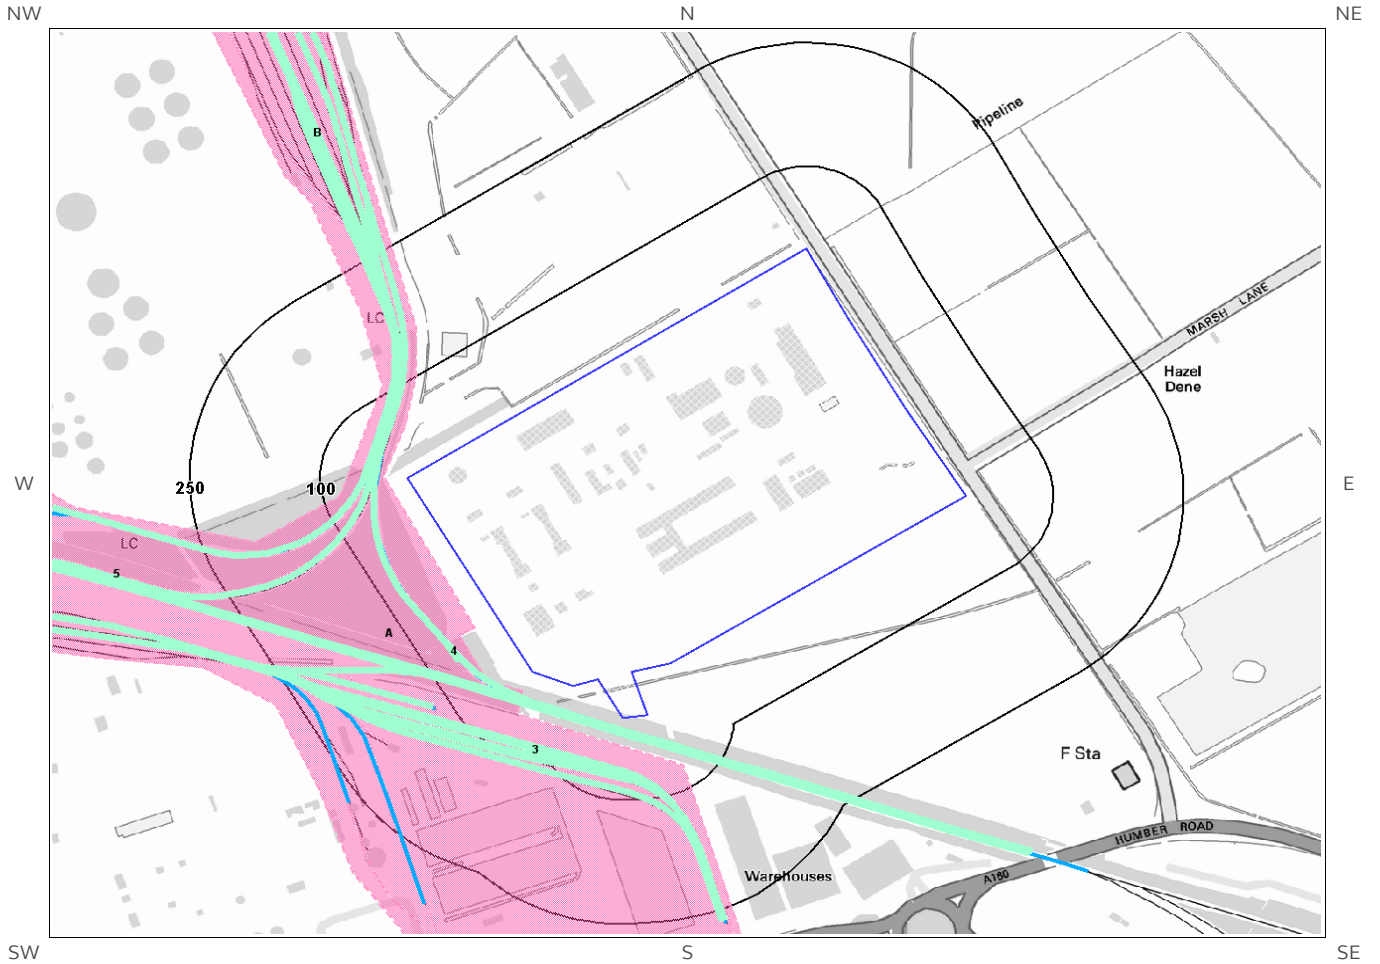 NW
N
NE
Pipeline
B
LC
MARSH LANE
Hazel
Dene
W
250
100
E
LC
5
A
4
3
F Sta
HUMBER ROAD
Warehouses
A160
SW
S
SE